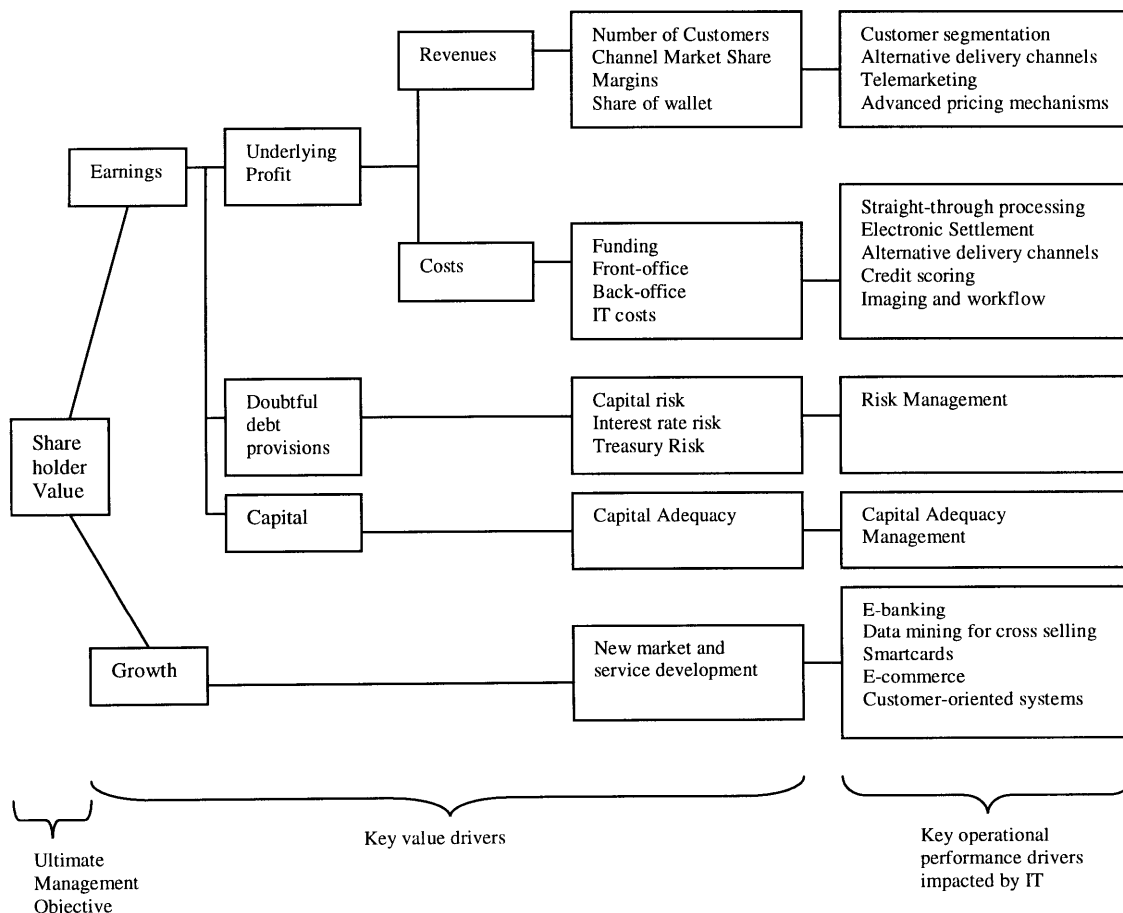 Number of Customers
Channel Market Share
Margins
Share of wallet
Customer segmentation
Alternative delivery channels
Telemarketing
Advanced pricing mechanisms
Revenues
Underlying
Profit
Earnings
Costs
Funding
Front-office
Back-office
IT costs
Straight-through processing
Electronic Settlement
Alternative delivery channels
Credit scoring
Imaging and workflow
Doubtful
debt
provisions
Capital risk
Interest rate risk
Treasury Risk
Risk Management
Share
holder
Value
Capital
Capital Adequacy
Capital Adequacy
Management
Growth
New market and
service development
E-banking
Data mining for cross selling
Smartcards
E-commerce
Customer-oriented systems
Ultimate
Management
Objective
Key value drivers
Key operational
performance drivers
impacted by IT